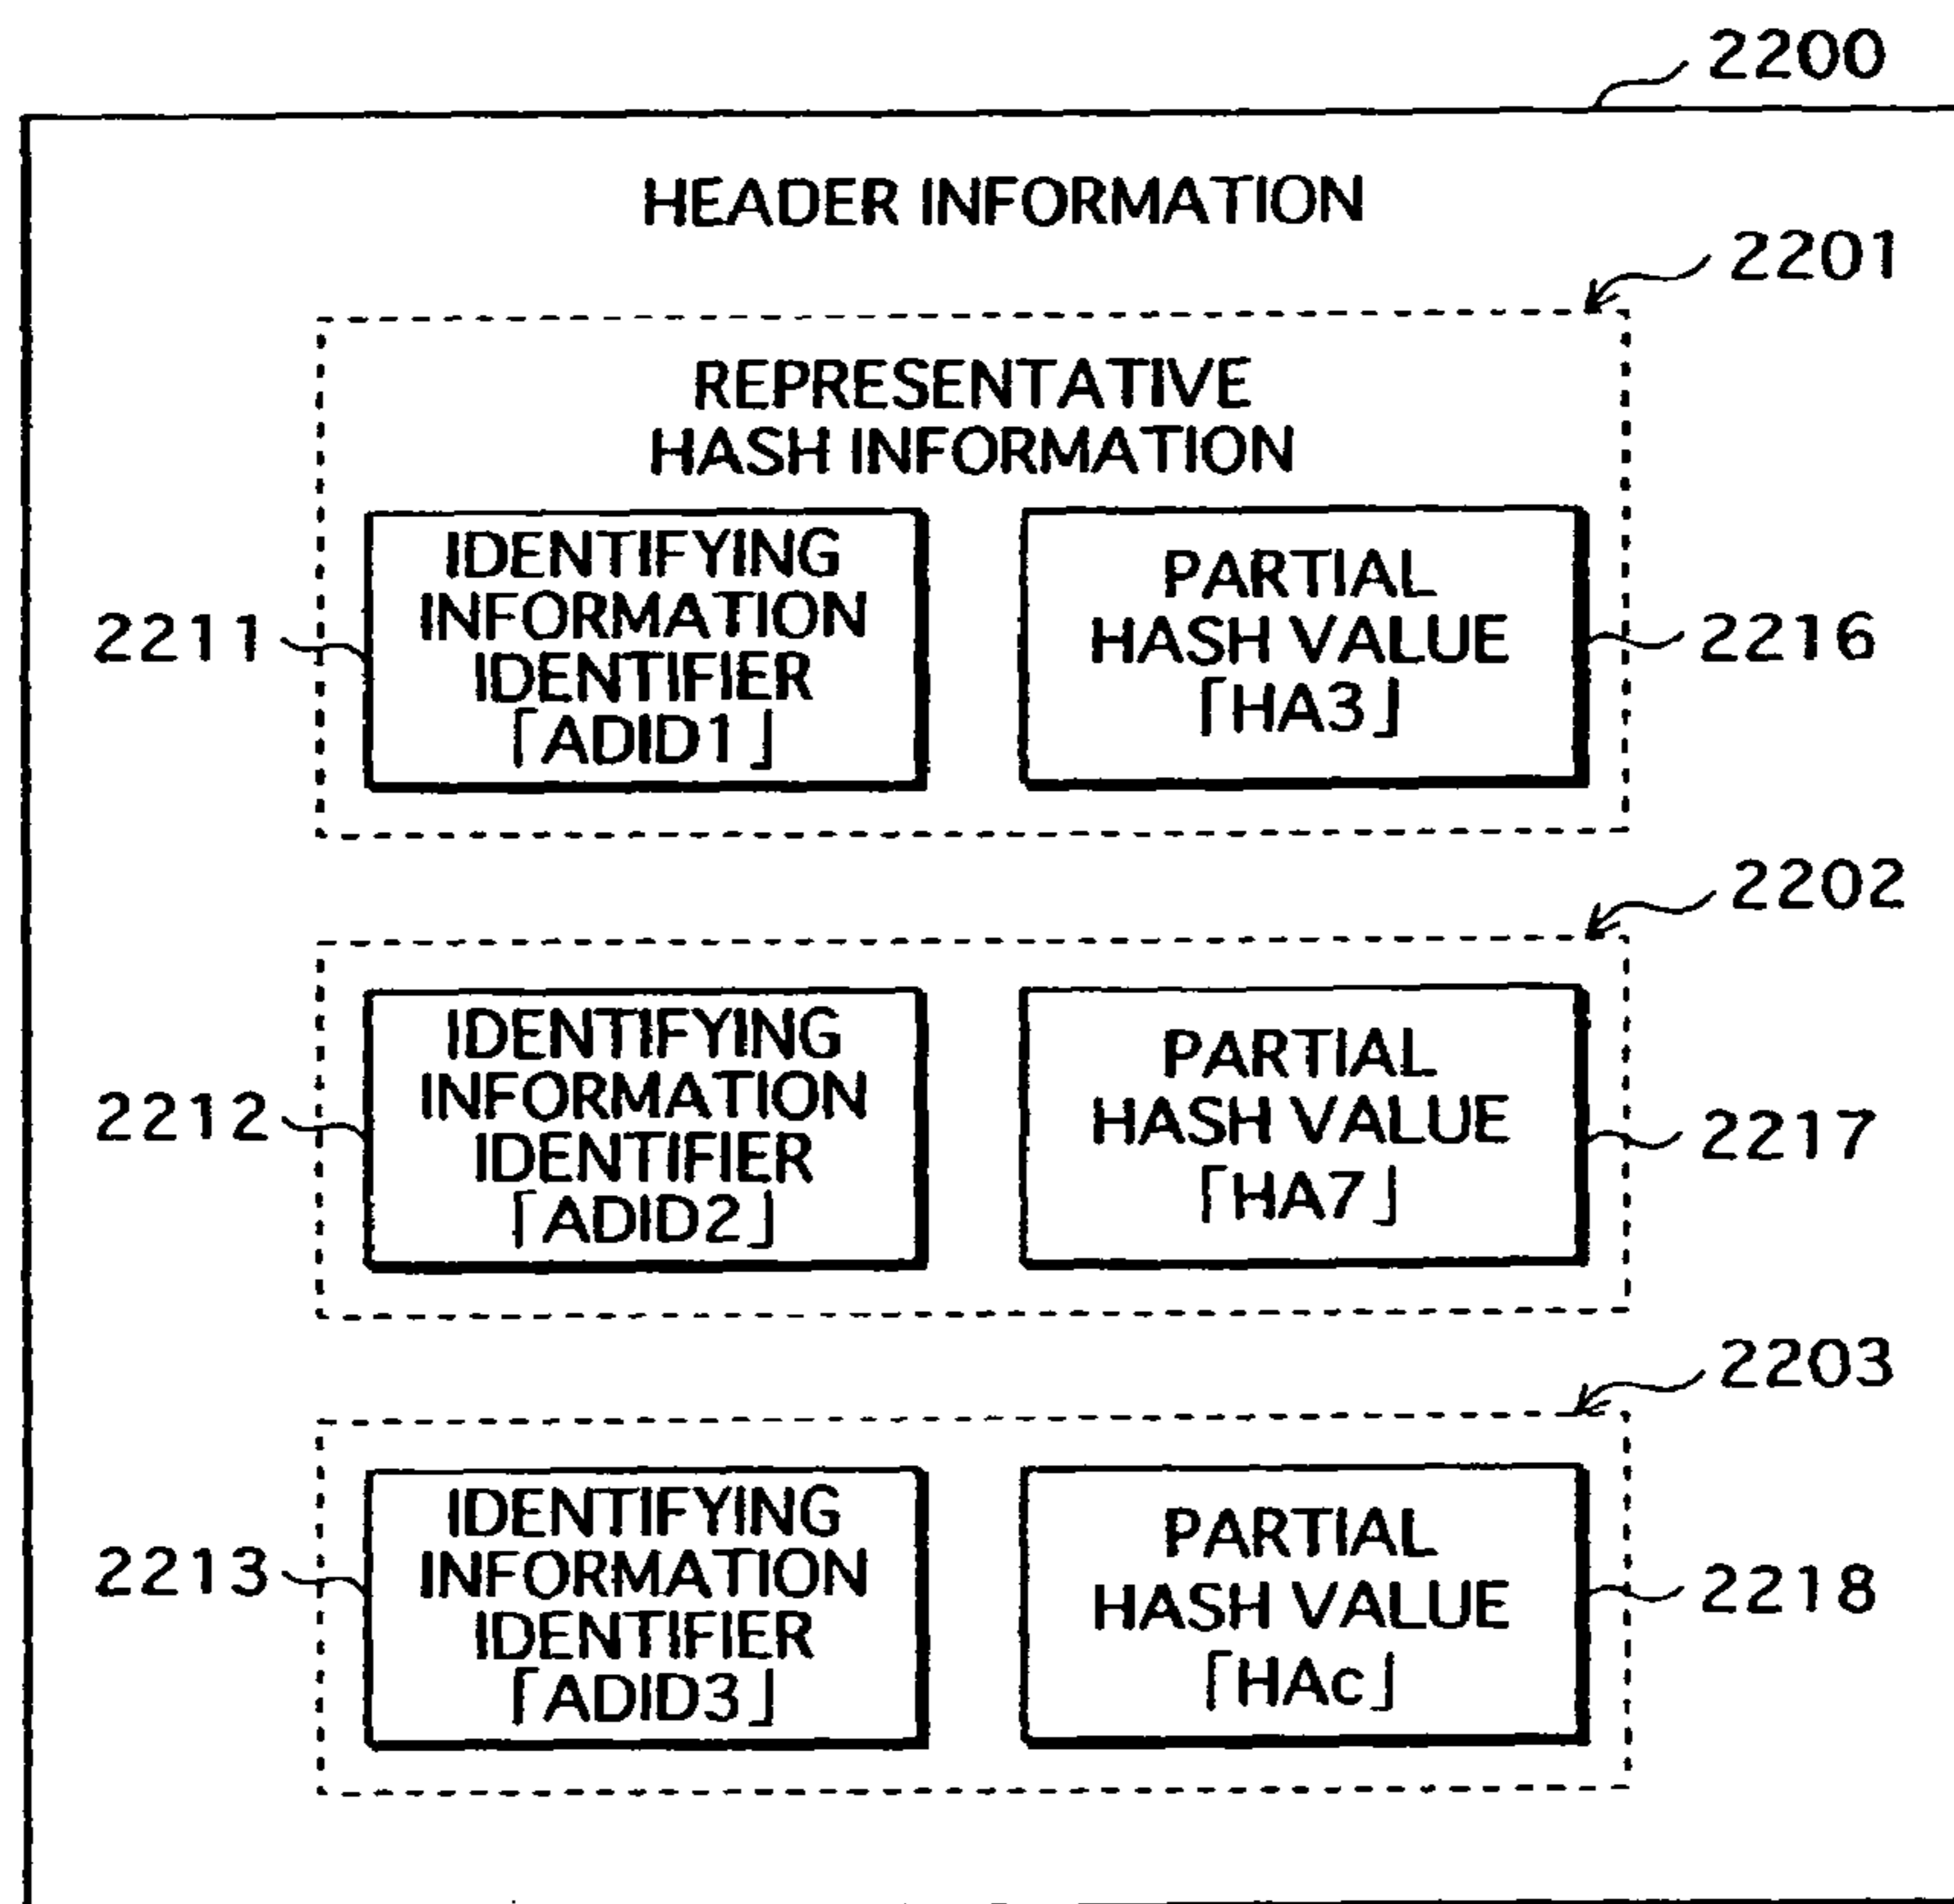 2200
HEADER INFORMATION
2201
REPRESENTATIVE
HASH INFORMATION
2211
IDENTIFYING
INFORMATION
IDENTIFIER
「ADID1」
PARTIAL
HASH VALUE
「HA3」
2216
2202
2212
IDENTIFYING
INFORMATION
IDENTIFIER
「ADID2」
PARTIAL
HASH VALUE
「HA7」
2217
2203
2213
IDENTIFYING
INFORMATION
IDENTIFIER
「ADID3」
PARTIAL
HASH VALUE
「HAc」
2218